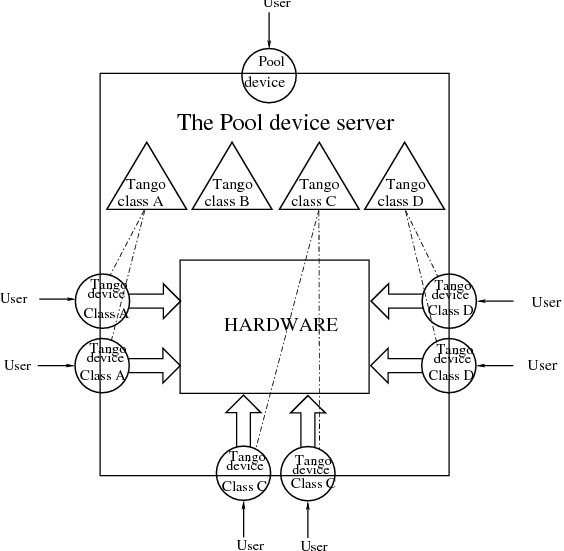 User
Pool
device
The Pool device server
Tango
class A
Tango
class B
Tango
class C
Tango
class D
User
Tango
device
Class A
HARDWARE
Tango
device
Class D
User
User
Tango
device
Class A
Tango
device
Class D
User
Tango
device
Class C
Tango
device
Class C
User
User